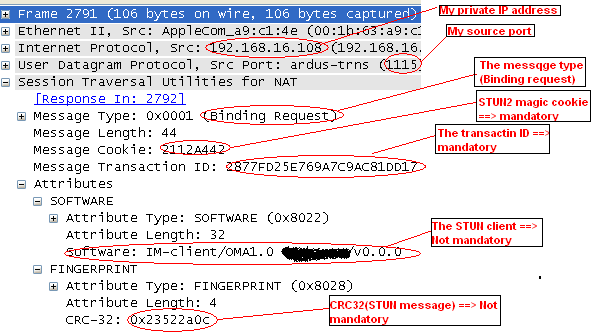 Frame 2791 (106 bytes on wire, 106 bytes captured)
My private IP address
Ethernet II, Src: AppleCom_a9:c1:4e (00:1b:63:a9:c1
Internet Protocol, Src: 192.168.16.108 (192.168.16
My source port
User Datagram Protocol, Src Port: ardus-trns (1115
Session Traversal Utilities for NAT
The messqge type
(Binding request)
[Response In: 2792]
Message Type: 0x0001 (Binding Request)
STUN2 magic cookie
==> mandatory
Message Length: 44
Message Cookie: 2112A442
The transactin ID ==>
mandatory
Message Transaction ID: 2877FD25E769A7C9AC81DD17
Attributes
SOFTWARE
Attribute Type: SOFTWARE (0x8022)
Attribute Length: 32
The STUN client ==>
Not mandatory
Software: IM-client/OMA1.0 /v0.0.0
FINGERPRINT
Attribute Type: FINGERPRINT (0x8028)
Attribute Length: 4
CRC32(STUN message) ==> Not
mandatory
CRC-32: 0x23522a0c